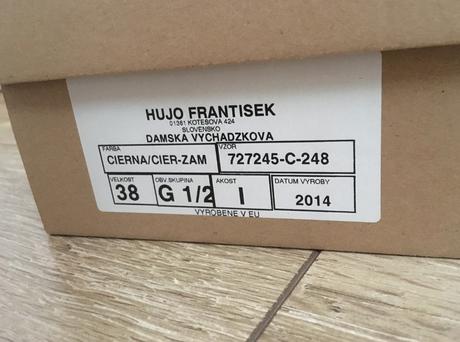 HUJO FRANTISEK
01361 KOTESOVA 424
SLOVENSKO
DAMSKA VYCHADZKOVA
FARBA VZOR
CIERNA/CIER-ZAM 727245-C-248
VELKOST OBV. SKUPINA AKOST DATUM VYROBY
38 G 1/2 I 2014
VYROBENE V EU